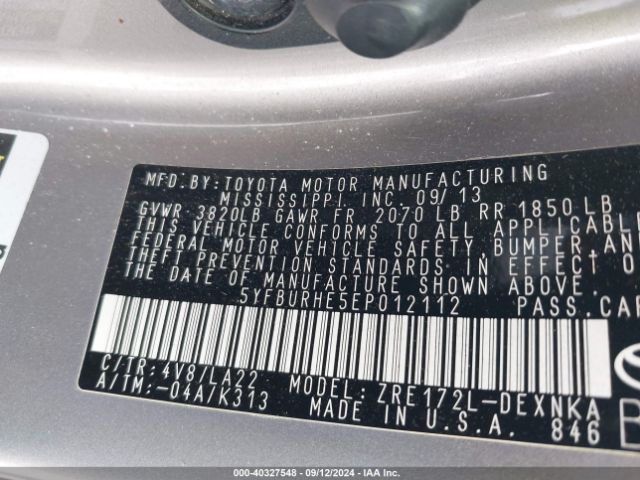 MFD. BY: TOYOTA MOTOR MANUFACTURING
MISSISSIPPI, INC. 09/13
GVWR 3820LB GAWR FR 2070 LB RR 1850 LB
THIS VEHICLE CONFORMS TO ALL APPLICABLE
FEDERAL MOTOR VEHICLE SAFETY, BUMPER, AN
THEFT PREVENTION STANDARDS IN EFFECT O
THE DATE OF MANUFACTURE SHOWN ABOVE.
5YFBURHE5EP012112 PASS. CAR
C/TR: 4V8/LA22 MODEL: ZRE172L-DEXNKA
A/TM: -04A/K313 MADE IN U.S.A. 846
000-40327548 - 09/12/2024 - IAA Inc.